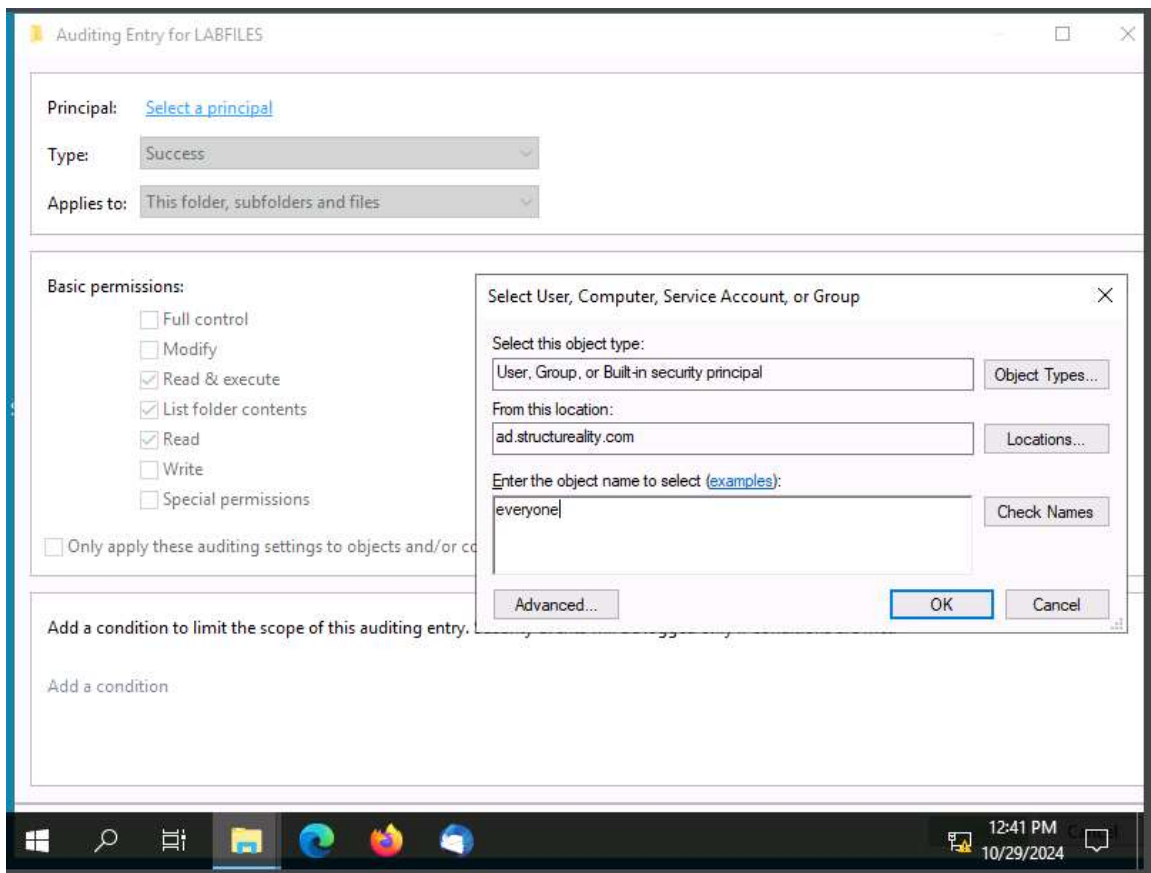 Auditing Entry for LABFILES
Principal: Select a principal
Type: Success
Applies to: This folder, subfolders and files
Basic permissions:
Full control
Modify
Read & execute
List folder contents
Read
Write
Special permissions
Only apply these auditing settings to objects and/or
Select User, Computer, Service Account, or Group
Select this object type:
User, Group, or Built-in security principal
Object Types...
From this location:
ad.structureality.com
Locations...
Enter the object name to select (examples):
everyone
Check Names
Advanced...
OK
Cancel
Add a condition to limit the scope of this auditing entry.
Add a condition
12:41 PM
10/29/2024